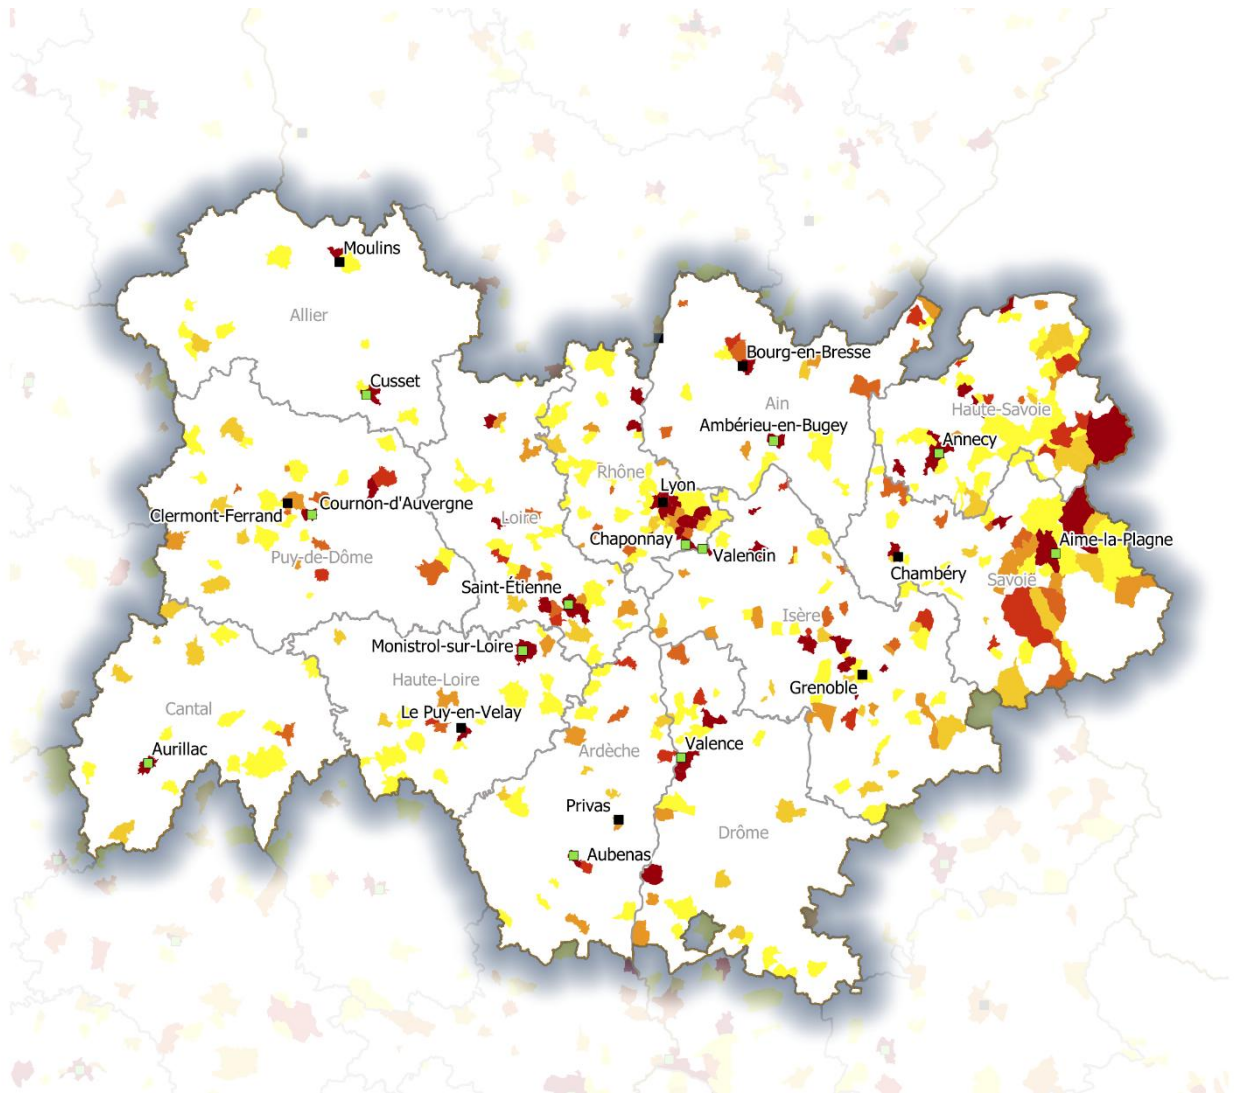 Moulins
Allier
Bourg-en-Bresse
Cusset
Ain
Haute-Savoie
Ambérieu-en-Bugey
Annecy
Rhône
Lyon
Cournon-d'Auvergne
Clermont-Ferrand
Loire
Chaponnay
Valencin
Aime-la-Plagne
Puy-de-Dôme
Chambéry
Savoie
Saint-Étienne
Isère
Monistrol-sur-Loire
Haute-Loire
Grenoble
Cantal
Le Puy-en-Velay
Aurillac
Ardèche
Valence
Privas
Drôme
Aubenas